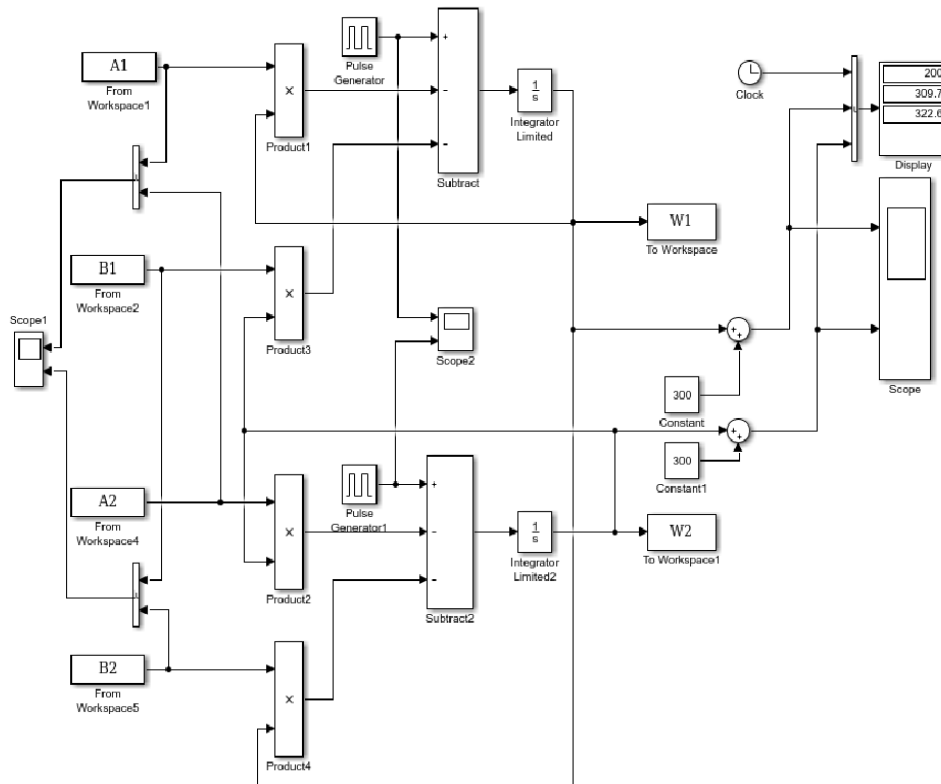 A1
From
Workspace1
Pulse
Generator
+
-
-
Subtract
1
s
Integrator
Limited
×
Product1
Clock
200
309.7
322.6
Display
W1
To Workspace
B1
From
Workspace2
×
Product3
Scope1
Scope2
Scope
+
+
300
Constant
+
+
300
Constant1
A2
From
Workspace4
×
Product2
Pulse
Generator1
+
-
-
Subtract2
1
s
Integrator
Limited2
W2
To Workspace1
B2
From
Workspace5
×
Product4